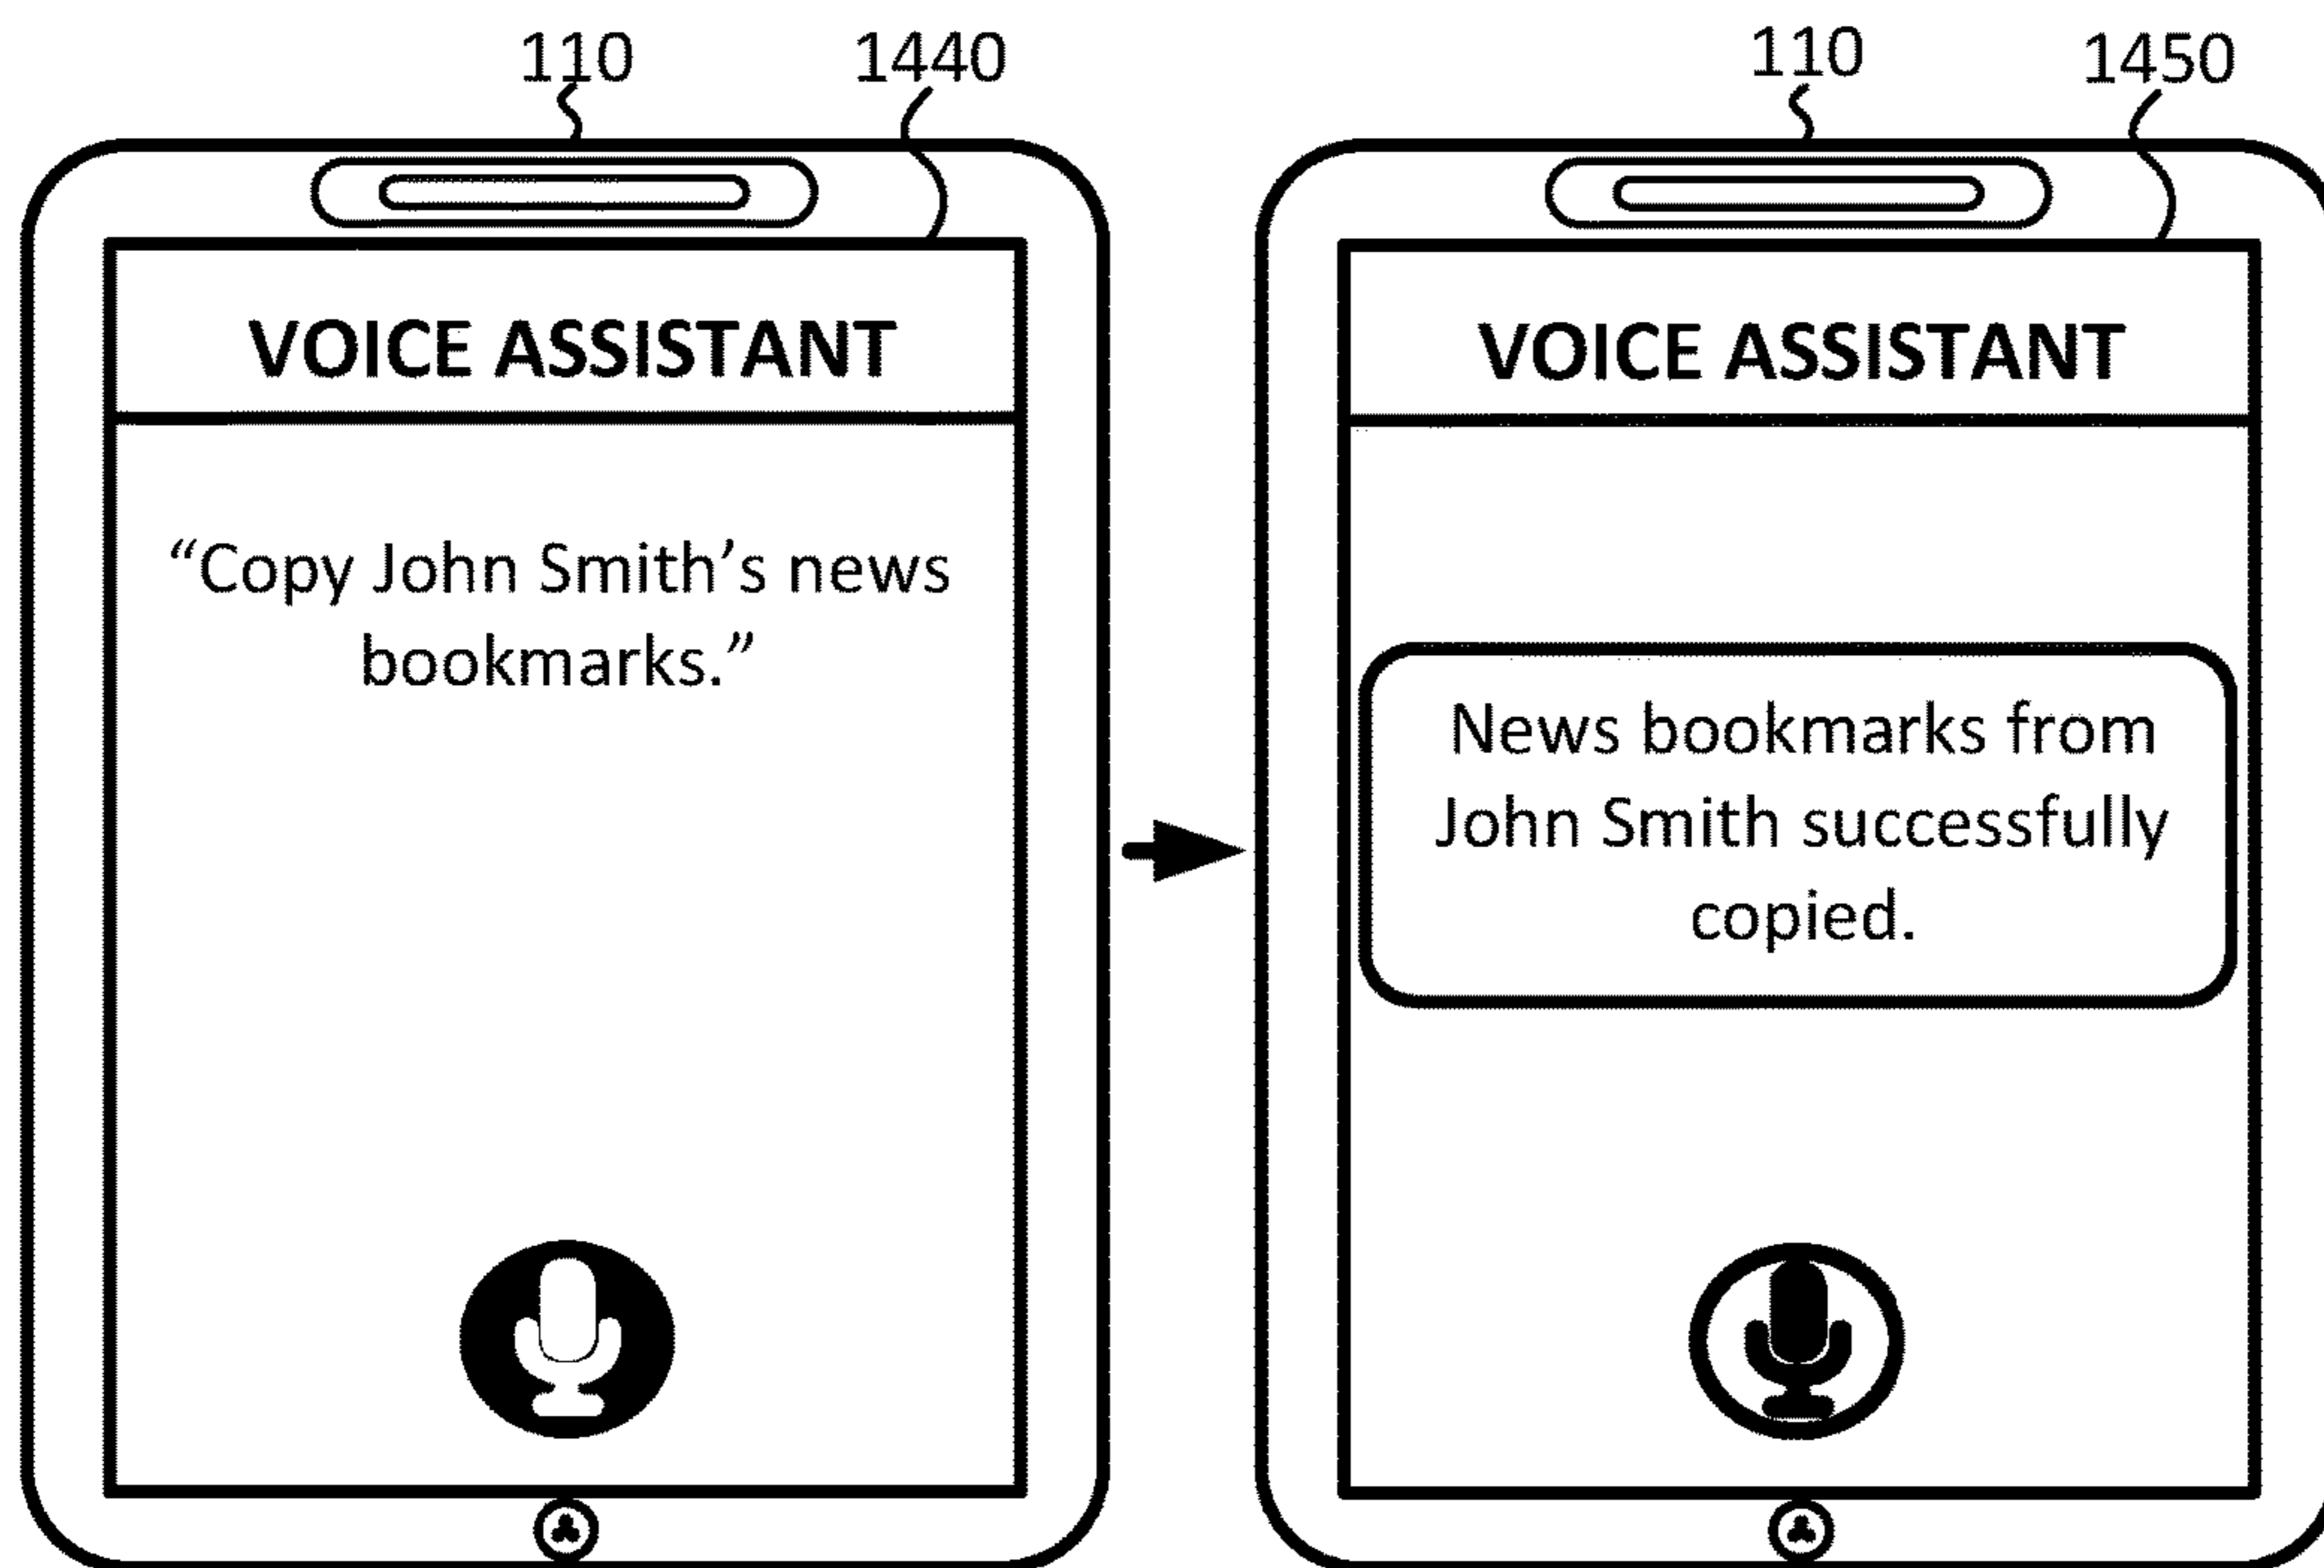 110
1440
VOICE ASSISTANT
“Copy John Smith’s news
bookmarks.”
110
1450
VOICE ASSISTANT
News bookmarks from
John Smith successfully
copied.